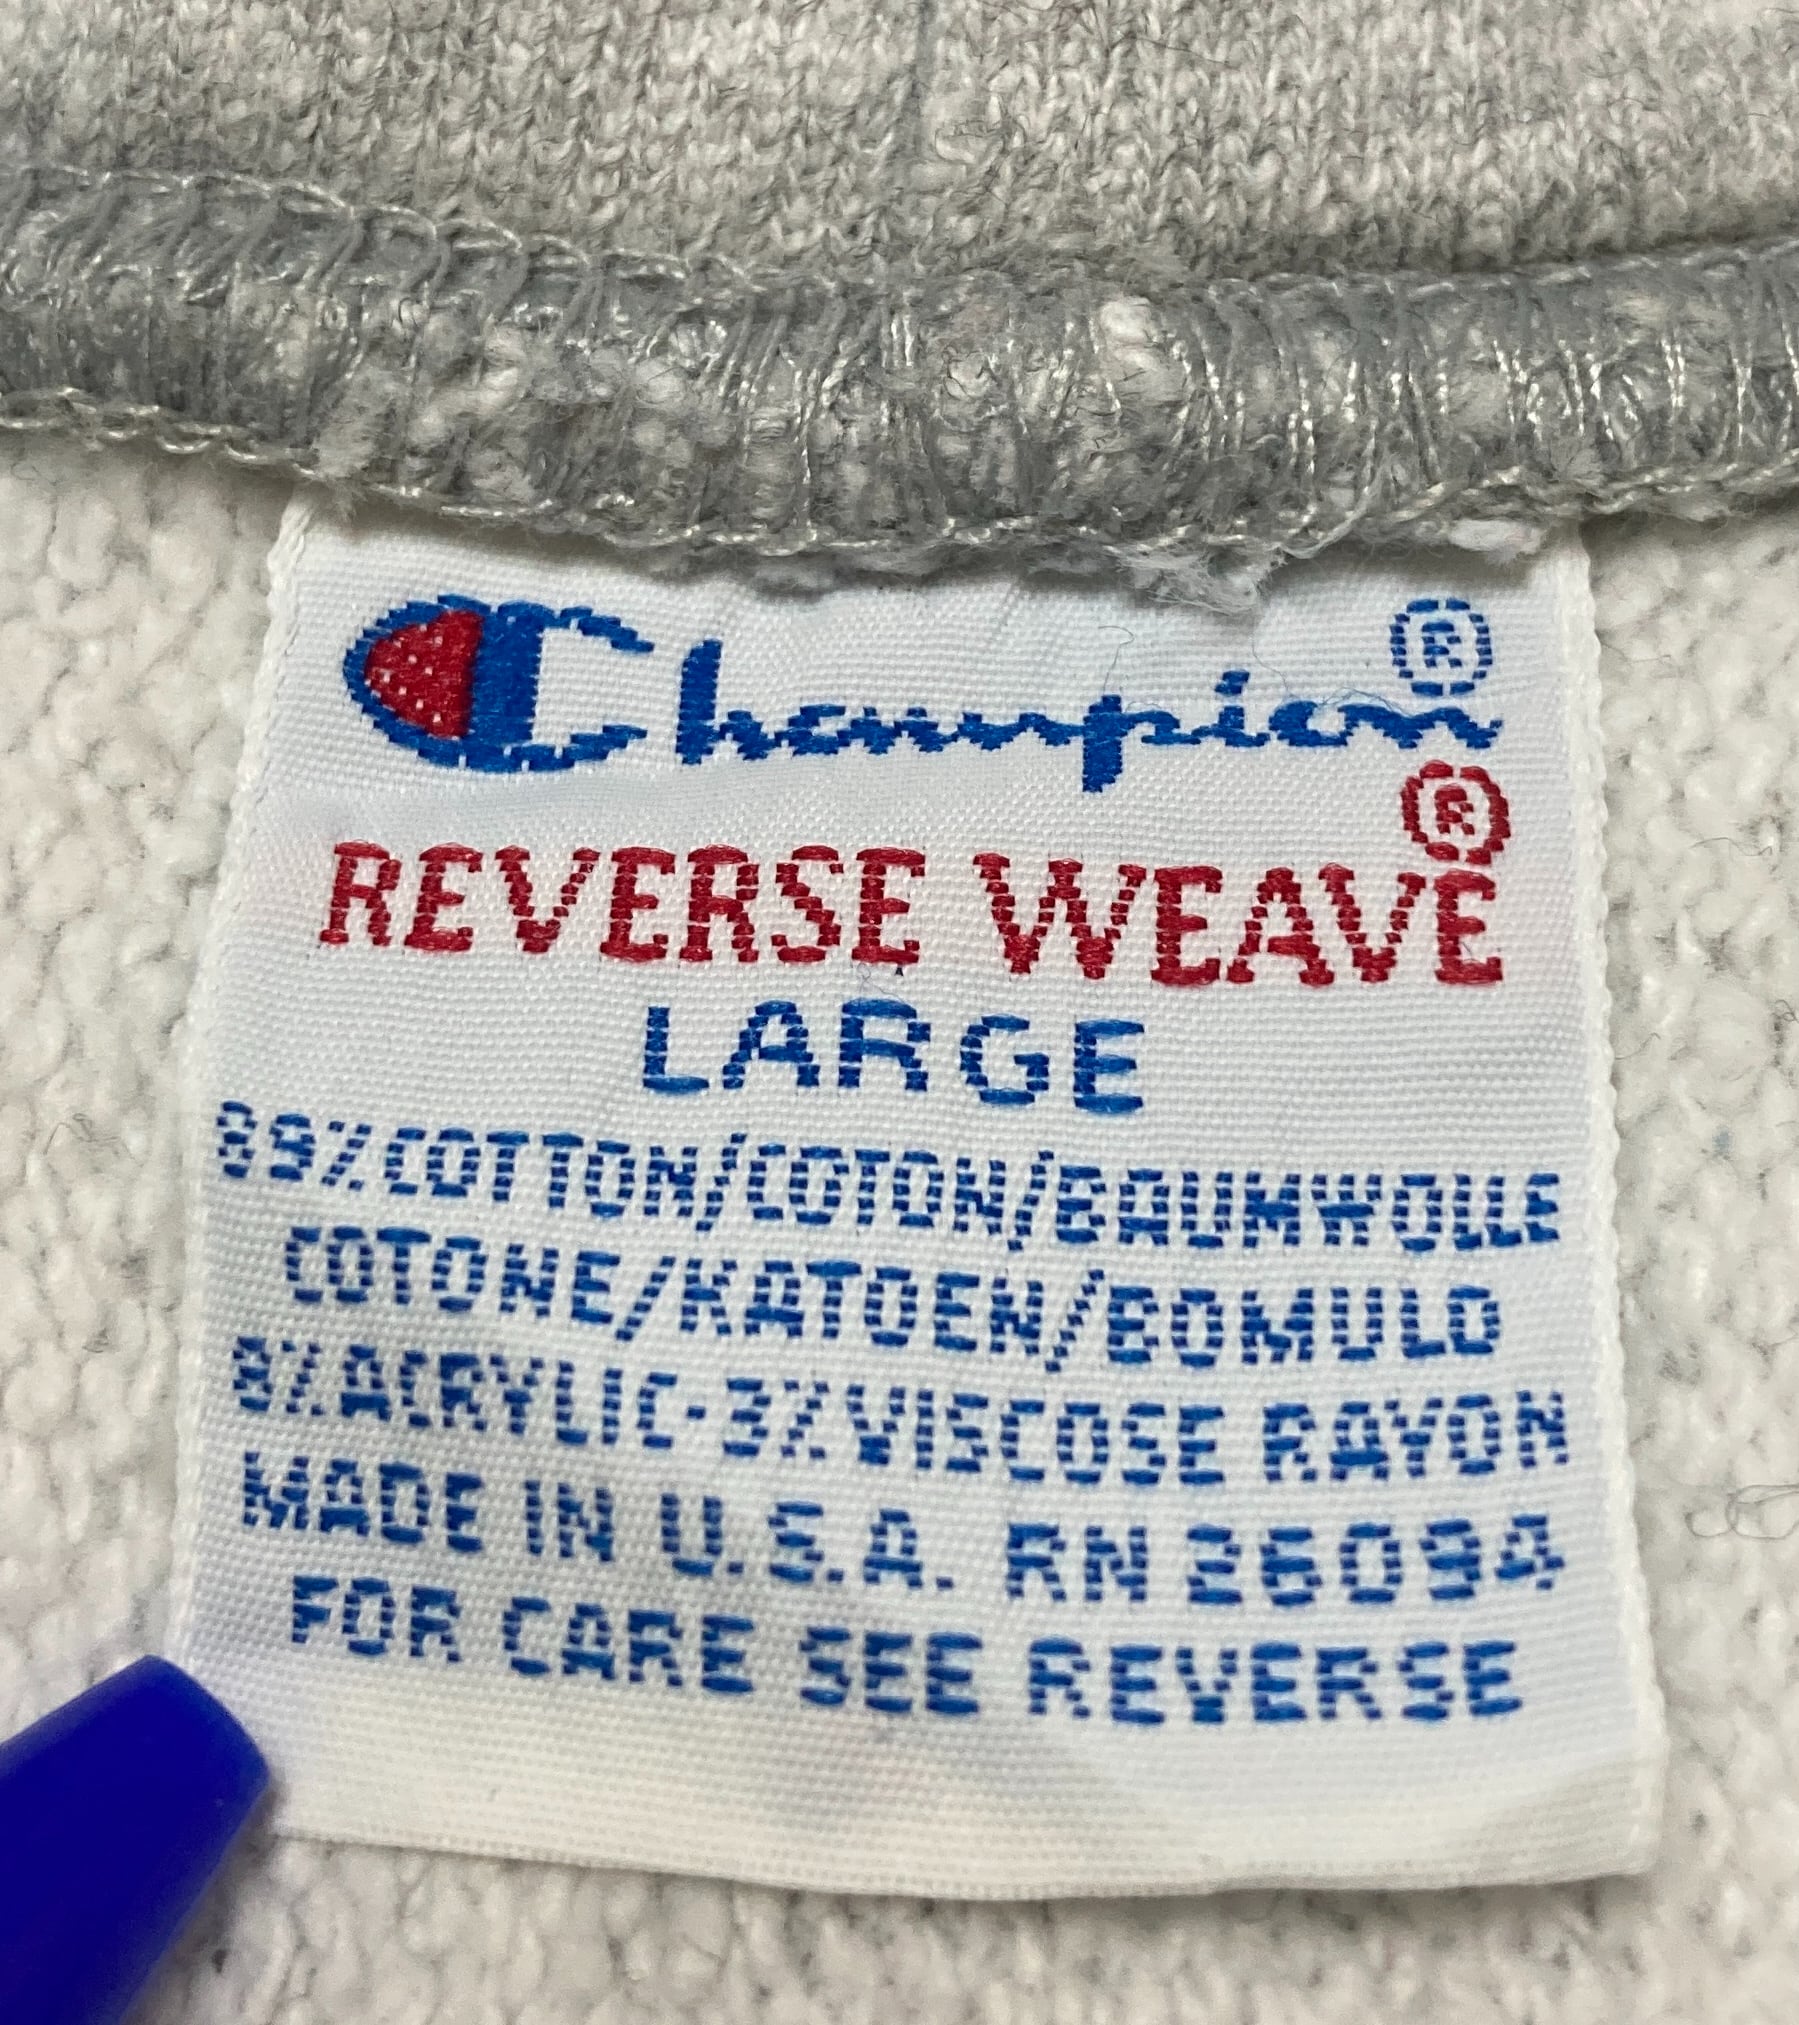 Champion®
REVERSE WEAVE®
LARGE
89% COTTON/COTON/BAUMWOLLE
COTONE/KATOEN/BOMULD
8% ACRYLIC-3% VISCOSE RAYON
MADE IN U.S.A. RN 26094
FOR CARE SEE REVERSE